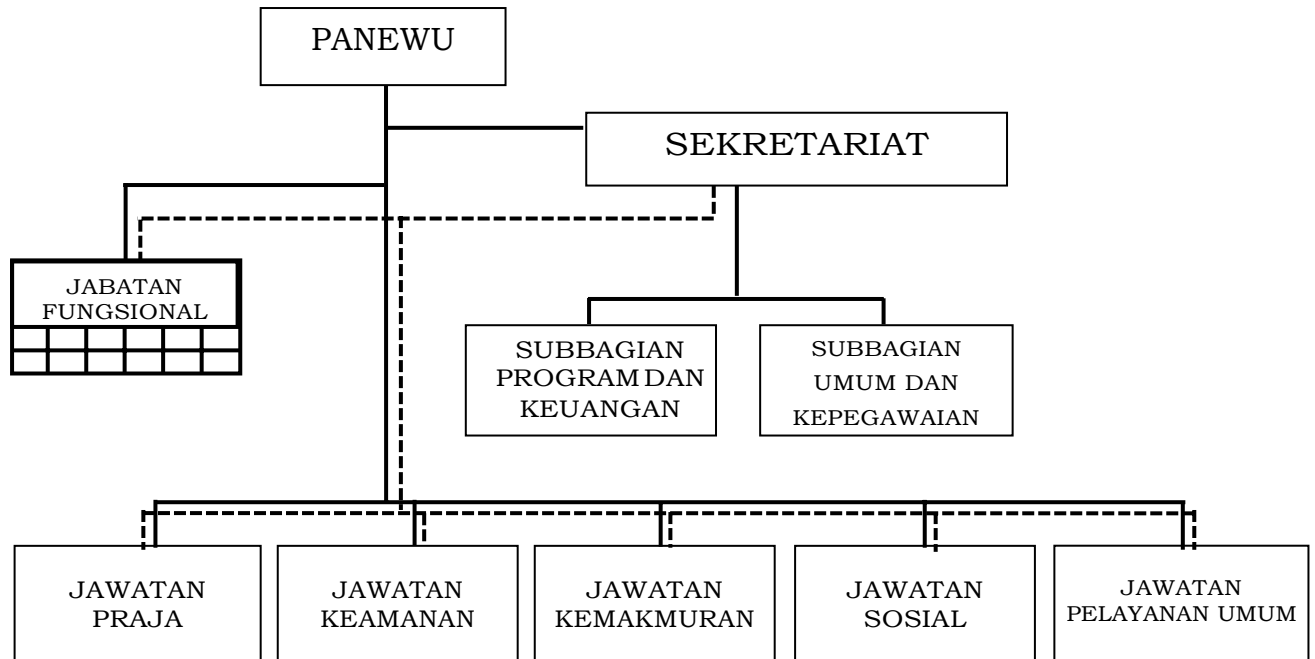 PANEWU
SEKRETARIAT
JABATAN
FUNGSIONAL
SUBBAGIAN
PROGRAM DAN
KEUANGAN
SUBBAGIAN
UMUM DAN
KEPEGAWAIAN
JAWATAN
PRAJA
JAWATAN
KEAMANAN
JAWATAN
KEMAKMURAN
JAWATAN
SOSIAL
JAWATAN
PELAYANAN UMUM